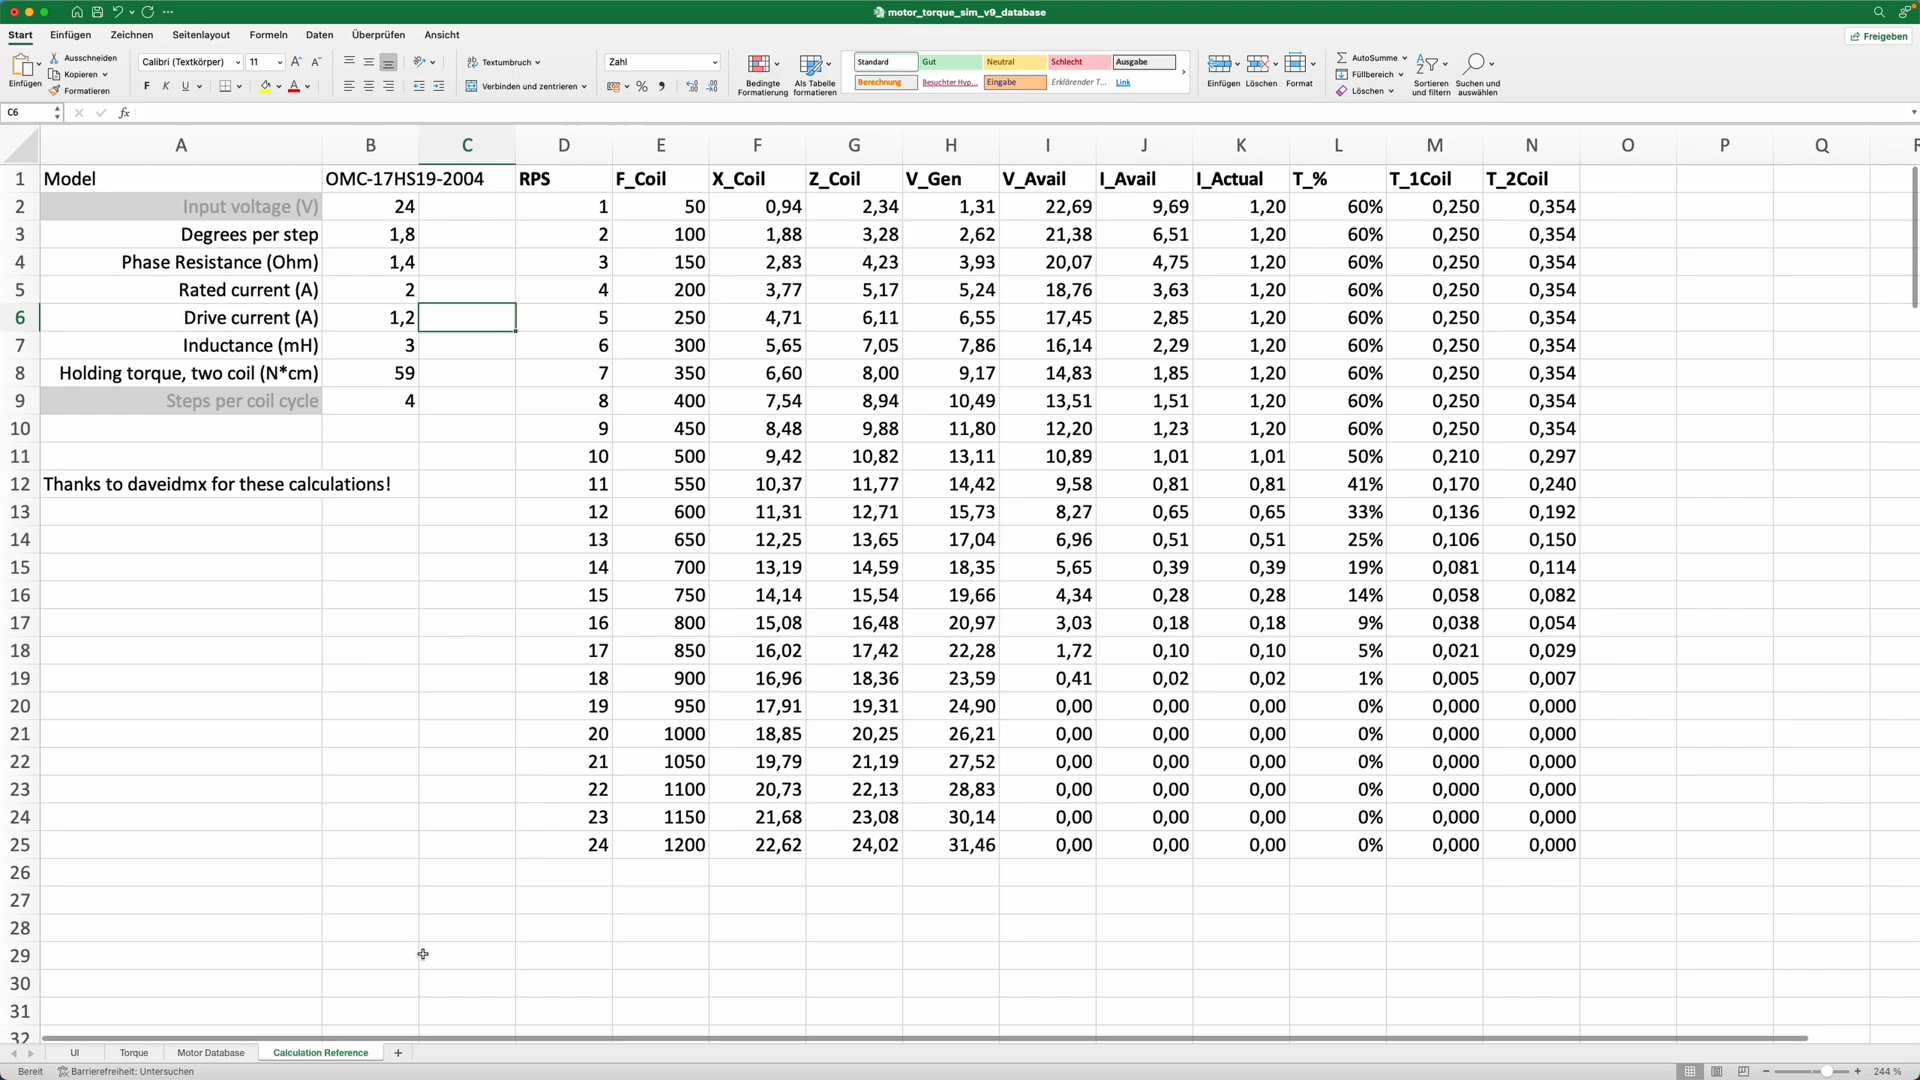 motor_torque_sim_v9_database
Start Einfügen Zeichnen Seitenlayout Formeln Daten Überprüfen Ansicht Freigeben
Einfügen Ausschneiden Kopieren Formatieren
Calibri (Textkörper) 11 A A
F K U A
Textumbruch
Verbinden und zentrieren
Zahl
%
Bedingte Formatierung
Als Tabelle formatieren
Standard Gut Neutral Schlecht Ausgabe
Berechnung Besuchter Hyp... Eingabe Erklärender T... Link
Einfügen Löschen Format
AutoSumme
Füllbereich
Löschen
Sortieren und filtern
Suchen und auswählen
C6 fx
A B C D E F G H I J K L M N O P Q R
1 Model OMC-17HS19-2004 RPS F_Coil X_Coil Z_Coil V_Gen V_Avail I_Avail I_Actual T_% T_1Coil T_2Coil
2 Input voltage (V) 24 1 50 0,94 2,34 1,31 22,69 9,69 1,20 60% 0,250 0,354
3 Degrees per step 1,8 2 100 1,88 3,28 2,62 21,38 6,51 1,20 60% 0,250 0,354
4 Phase Resistance (Ohm) 1,4 3 150 2,83 4,23 3,93 20,07 4,75 1,20 60% 0,250 0,354
5 Rated current (A) 2 4 200 3,77 5,17 5,24 18,76 3,63 1,20 60% 0,250 0,354
6 Drive current (A) 1,2 5 250 4,71 6,11 6,55 17,45 2,85 1,20 60% 0,250 0,354
7 Inductance (mH) 3 6 300 5,65 7,05 7,86 16,14 2,29 1,20 60% 0,250 0,354
8 Holding torque, two coil (N*cm) 59 7 350 6,60 8,00 9,17 14,83 1,85 1,20 60% 0,250 0,354
9 Steps per coil cycle 4 8 400 7,54 8,94 10,49 13,51 1,51 1,20 60% 0,250 0,354
10 9 450 8,48 9,88 11,80 12,20 1,23 1,20 60% 0,250 0,354
11 10 500 9,42 10,82 13,11 10,89 1,01 1,01 50% 0,210 0,297
12 Thanks to daveidmx for these calculations! 11 550 10,37 11,77 14,42 9,58 0,81 0,81 41% 0,170 0,240
13 12 600 11,31 12,71 15,73 8,27 0,65 0,65 33% 0,136 0,192
14 13 650 12,25 13,65 17,04 6,96 0,51 0,51 25% 0,106 0,150
15 14 700 13,19 14,59 18,35 5,65 0,39 0,39 19% 0,081 0,114
16 15 750 14,14 15,54 19,66 4,34 0,28 0,28 14% 0,058 0,082
17 16 800 15,08 16,48 20,97 3,03 0,18 0,18 9% 0,038 0,054
18 17 850 16,02 17,42 22,28 1,72 0,10 0,10 5% 0,021 0,029
19 18 900 16,96 18,36 23,59 0,41 0,02 0,02 1% 0,005 0,007
20 19 950 17,91 19,31 24,90 0,00 0,00 0,00 0% 0,000 0,000
21 20 1000 18,85 20,25 26,21 0,00 0,00 0,00 0% 0,000 0,000
22 21 1050 19,79 21,19 27,52 0,00 0,00 0,00 0% 0,000 0,000
23 22 1100 20,73 22,13 28,83 0,00 0,00 0,00 0% 0,000 0,000
24 23 1150 21,68 23,08 30,14 0,00 0,00 0,00 0% 0,000 0,000
25 24 1200 22,62 24,02 31,46 0,00 0,00 0,00 0% 0,000 0,000
26
27
28
29
30
31
32
UI Torque Motor Database Calculation Reference +
Bereit Barrierefreiheit: Untersuchen 244 %